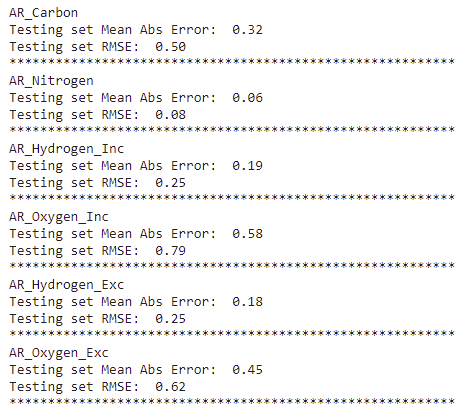 AR_Carbon
Testing set Mean Abs Error:  0.32
Testing set RMSE:  0.50
**********************************************************
AR_Nitrogen
Testing set Mean Abs Error:  0.06
Testing set RMSE:  0.08
**********************************************************
AR_Hydrogen_Inc
Testing set Mean Abs Error:  0.19
Testing set RMSE:  0.25
**********************************************************
AR_Oxygen_Inc
Testing set Mean Abs Error:  0.58
Testing set RMSE:  0.79
**********************************************************
AR_Hydrogen_Exc
Testing set Mean Abs Error:  0.18
Testing set RMSE:  0.25
**********************************************************
AR_Oxygen_Exc
Testing set Mean Abs Error:  0.45
Testing set RMSE:  0.62
**********************************************************